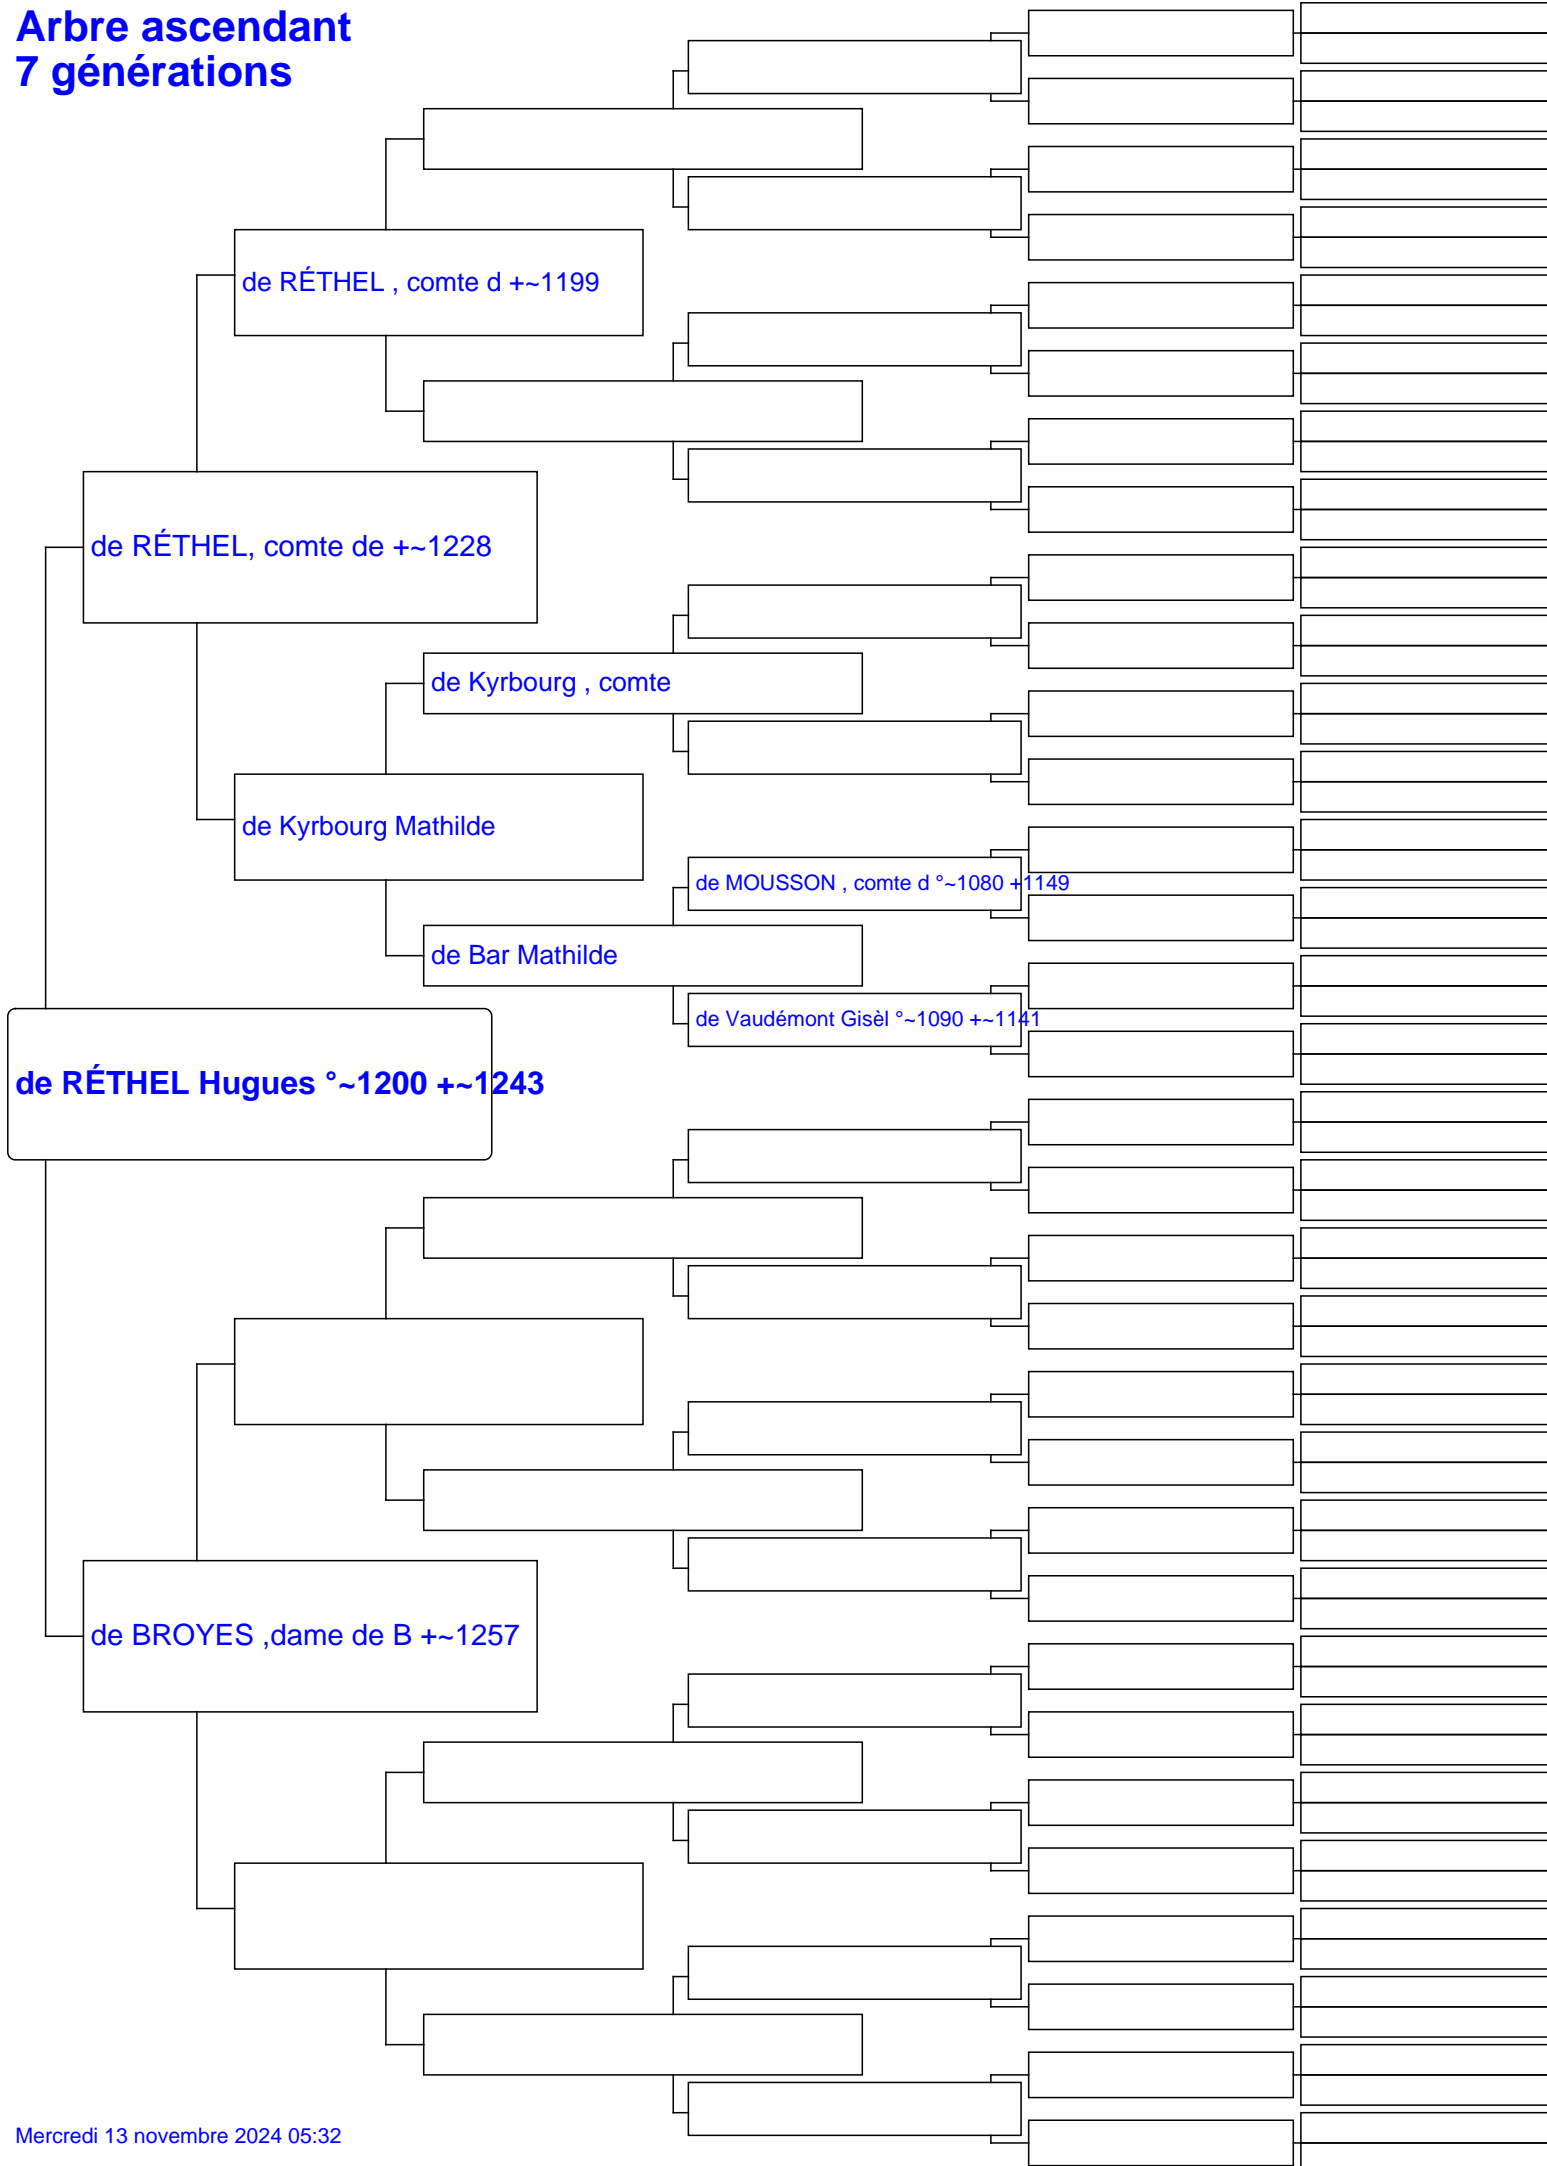 Arbre ascendant
7 générations
de RÉTHEL , comte d +~1199
de RÉTHEL, comte de +~1228
de Kyrbourg , comte
de Kyrbourg Mathilde
de MOUSSON , comte d °~1080 +1149
de Bar Mathilde
de Vaudémont Gisèl °~1090 +~1141
de RÉTHEL Hugues °~1200 +~1243
de BROYES ,dame de B +~1257
Mercredi 13 novembre 2024 05:32